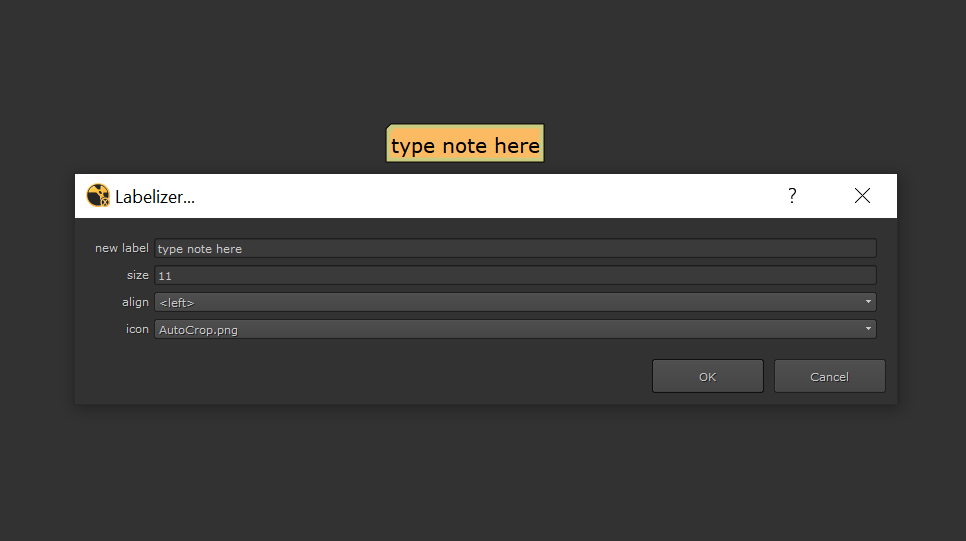 type note here
Labelizer...
?
new label type note here
size 11
align <left>
icon AutoCrop.png
OK Cancel